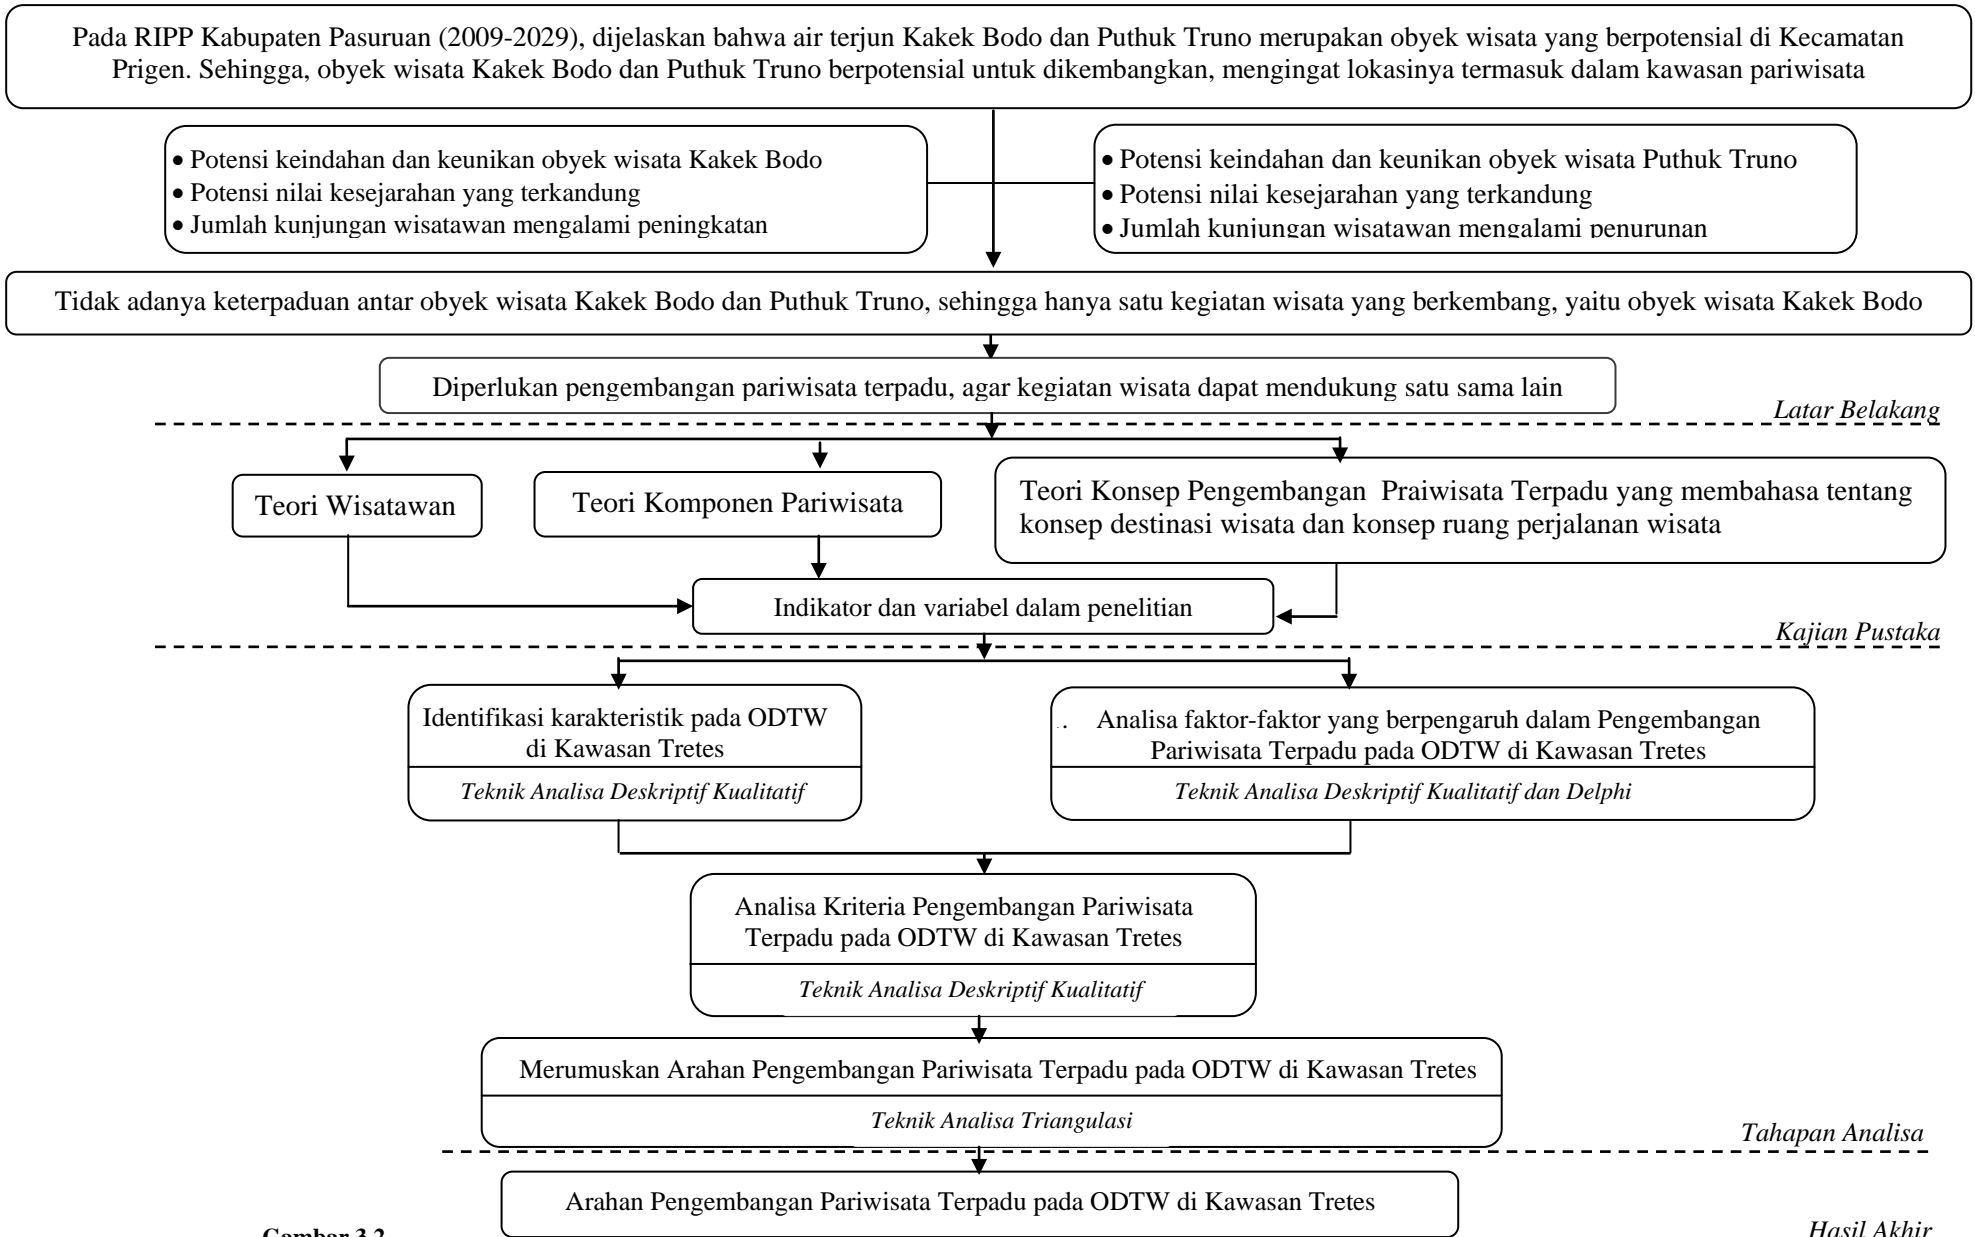 Pada RIPP Kabupaten Pasuruan (2009-2029), dijelaskan bahwa air terjun Kakek Bodo dan Puthuk Truno merupakan obyek wisata yang berpotensial di Kecamatan
Prigen. Sehingga, obyek wisata Kakek Bodo dan Puthuk Truno berpotensial untuk dikembangkan, mengingat lokasinya termasuk dalam kawasan pariwisata
• Potensi keindahan dan keunikan obyek wisata Kakek Bodo
• Potensi nilai kesejarahan yang terkandung
• Jumlah kunjungan wisatawan mengalami peningkatan
• Potensi keindahan dan keunikan obyek wisata Puthuk Truno
• Potensi nilai kesejarahan yang terkandung
• Jumlah kunjungan wisatawan mengalami penurunan
Tidak adanya keterpaduan antar obyek wisata Kakek Bodo dan Puthuk Truno, sehingga hanya satu kegiatan wisata yang berkembang, yaitu obyek wisata Kakek Bodo
Diperlukan pengembangan pariwisata terpadu, agar kegiatan wisata dapat mendukung satu sama lain
Latar Belakang
Teori Wisatawan
Teori Komponen Pariwisata
Teori Konsep Pengembangan Praiwisata Terpadu yang membahasa tentang
konsep destinasi wisata dan konsep ruang perjalanan wisata
Indikator dan variabel dalam penelitian
Kajian Pustaka
Identifikasi karakteristik pada ODTW
di Kawasan Tretes
Teknik Analisa Deskriptif Kualitatif
. Analisa faktor-faktor yang berpengaruh dalam Pengembangan
Pariwisata Terpadu pada ODTW di Kawasan Tretes
Teknik Analisa Deskriptif Kualitatif dan Delphi
Analisa Kriteria Pengembangan Pariwisata
Terpadu pada ODTW di Kawasan Tretes
Teknik Analisa Deskriptif Kualitatif
Merumuskan Arahan Pengembangan Pariwisata Terpadu pada ODTW di Kawasan Tretes
Teknik Analisa Triangulasi
Tahapan Analisa
Arahan Pengembangan Pariwisata Terpadu pada ODTW di Kawasan Tretes
Gambar 3.2
Hasil Akhir